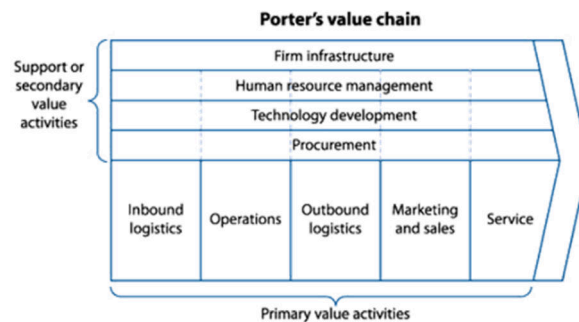 Porter's value chain
Support or
secondary
value
activities
Firm infrastructure
Human resource management
Technology development
Procurement
Inbound
logistics
Operations
Outbound
logistics
Marketing
and sales
Service
Primary value activities